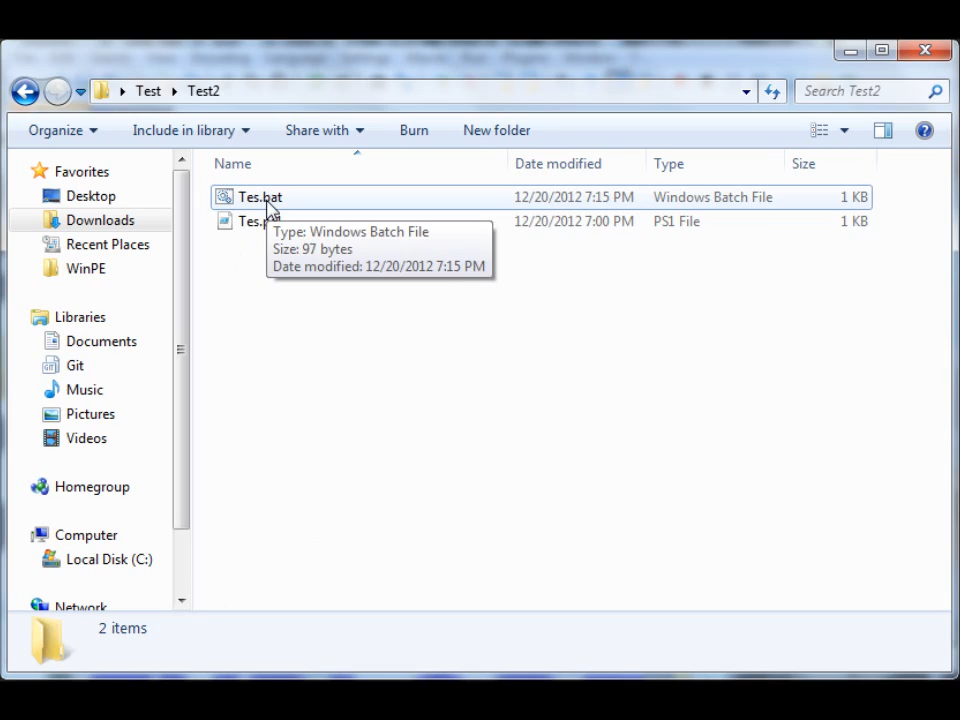 Test Test2
Search Test2
Organize Include in library Share with Burn New folder
Name Date modified Type Size
Favorites
Desktop
Downloads
Recent Places
WinPE
Libraries
Documents
Git
Music
Pictures
Videos
Homegroup
Computer
Local Disk (C:)
Network
Tes.bat 12/20/2012 7:15 PM Windows Batch File 1 KB
12/20/2012 7:00 PM PS1 File 1 KB
Type: Windows Batch File
Size: 97 bytes
Date modified: 12/20/2012 7:15 PM
2 items